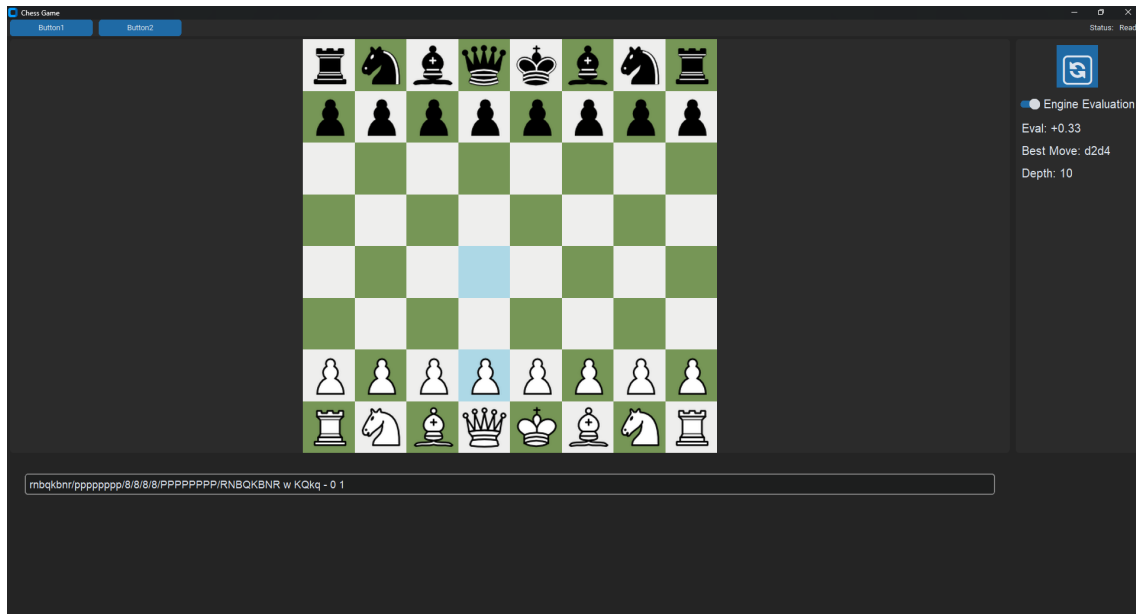 Chess Game
Button1 Button2 Status: Read
Engine Evaluation
Eval: +0.33
Best Move: d2d4
Depth: 10
rnbqkbnr/pppppppp/8/8/8/8/PPPPPPPP/RNBQKBNR w KQkq - 0 1